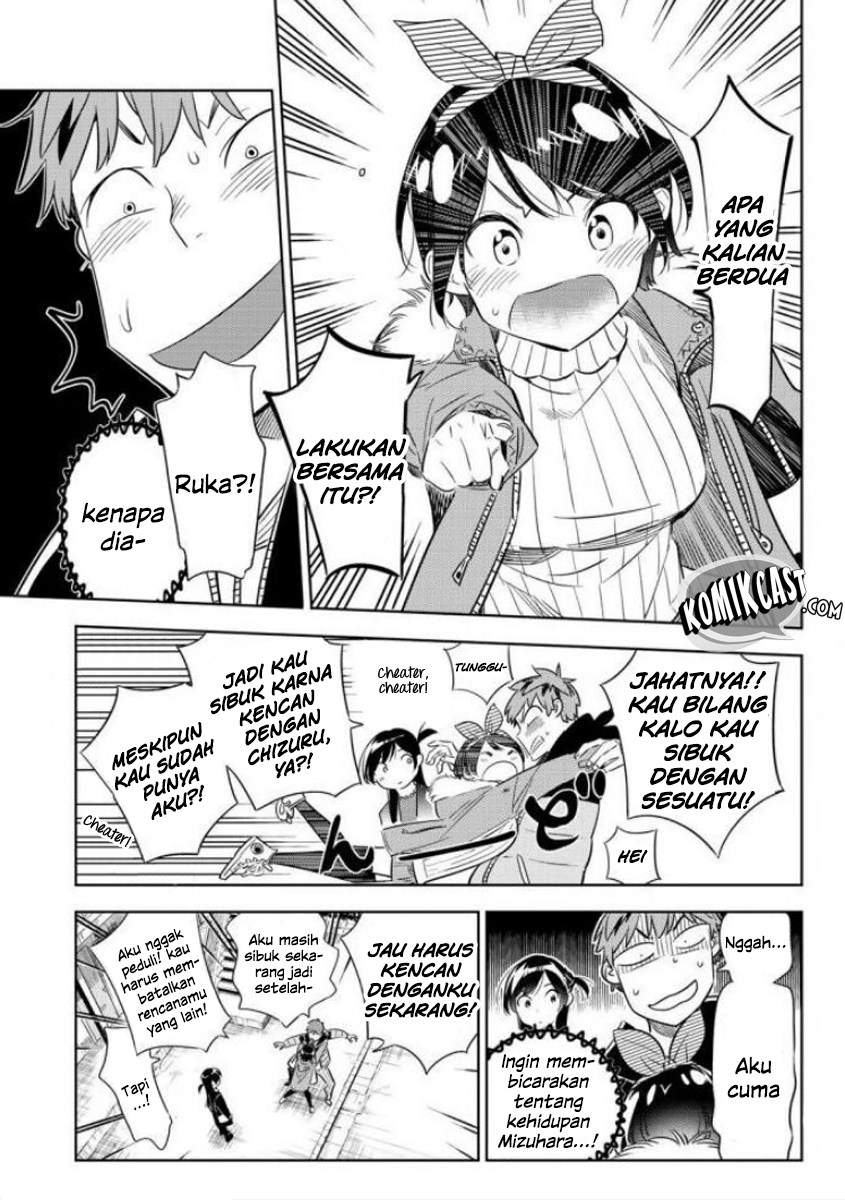 APA
YANG
KALIAN
BERDUA
LAKUKAN
BERSAMA
ITU?!
Ruka?!
kenapa
dia-
KOMIKCAST.COM
JAHATNYA!!
KAU BILANG
KALO KAU
SIBUK
DENGAN
SESUATU!
HEI
TUNGGU-
Cheater,
cheater!
JADI KAU
SIBUK KARNA
KENCAN
DENGAN
CHIZURU,
YA?!
MESKIPUN
KAU SUDAH
PUNYA
AKU?!
Cheater!
どん
Nggah...
Aku
cuma
Ingin mem-
bicarakan
tentang
kehidupan
Mizuhara...!
JAU HARUS
KENCAN
DENGANKU
SEKARANG!
Aku masih
sibuk seka-
rang jadi
setelah-
Aku nggak
peduli! kau
harus mem-
batalkan
rencanamu
yang lain!
Tapi
...!